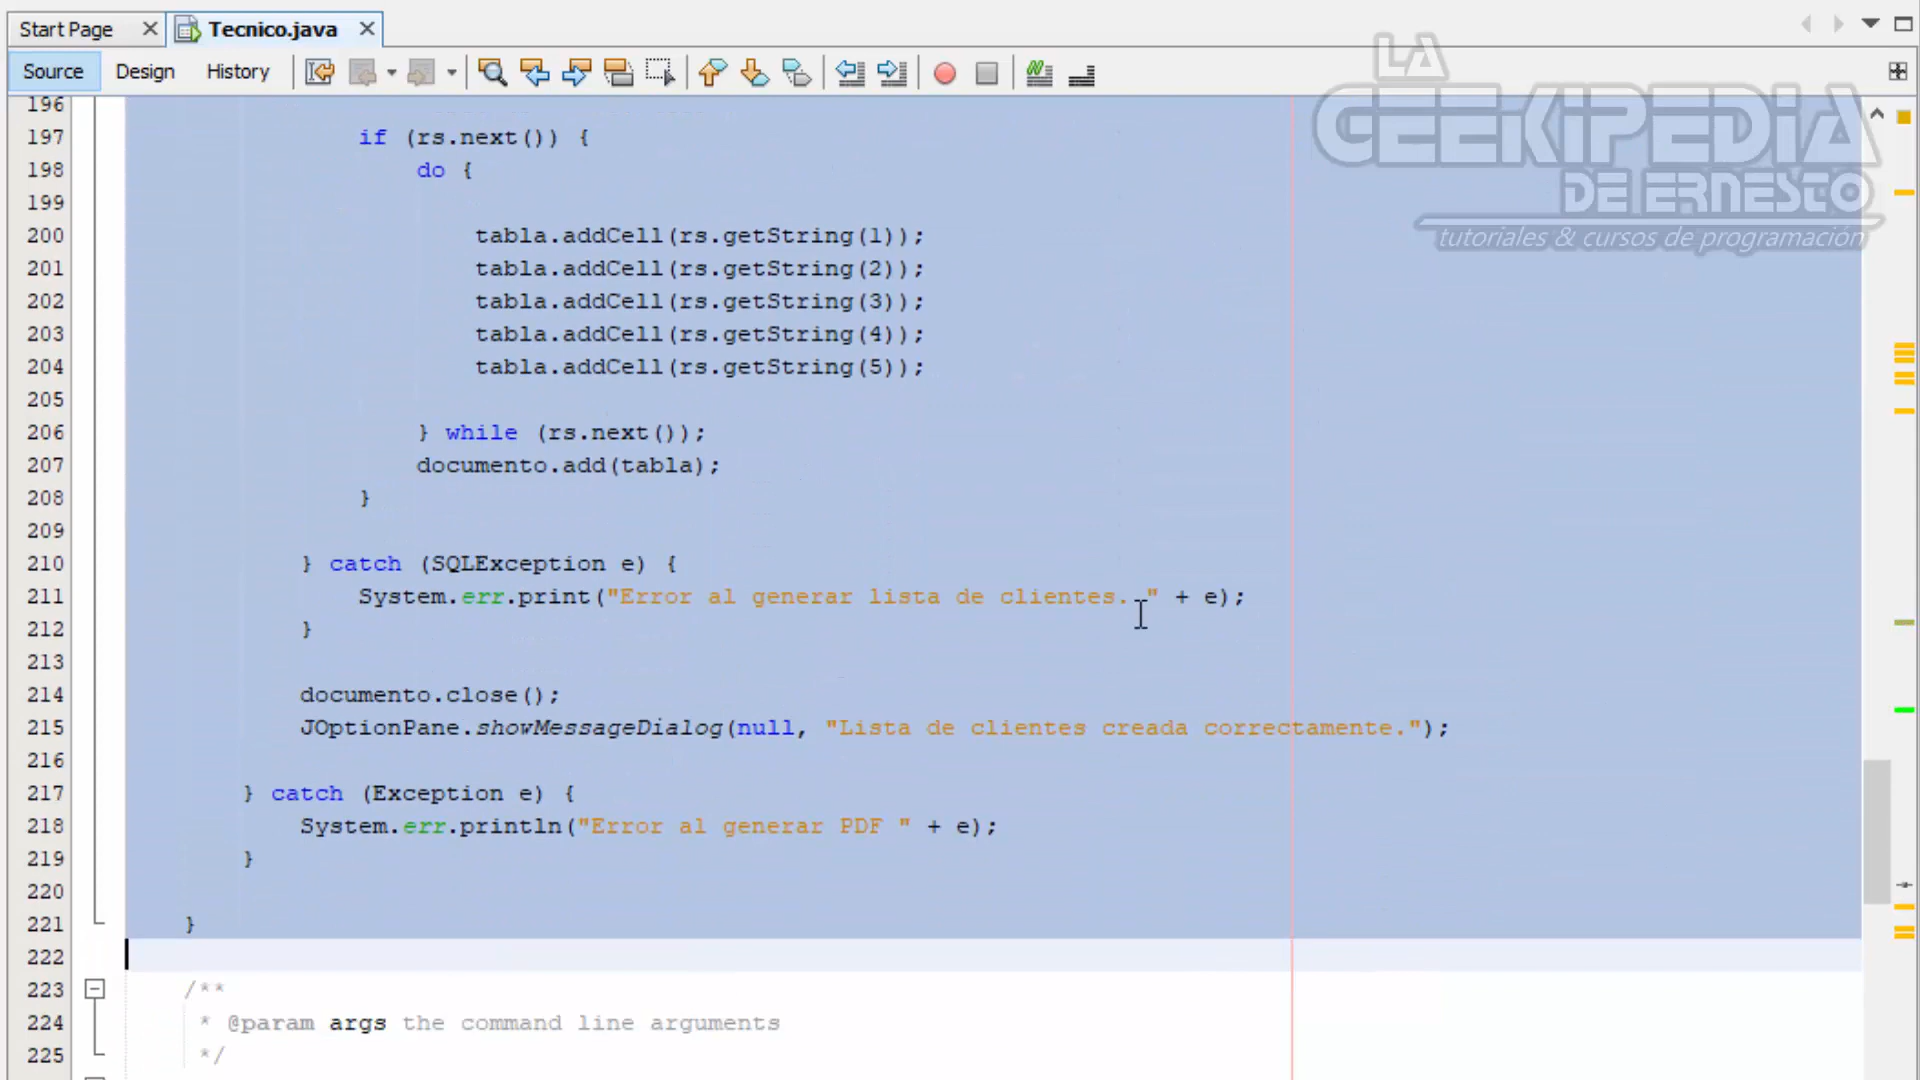 Start Page
Tecnico.java
Source Design History
LA
GEEKIPEDIA
DE ERNESTO
tutoriales & cursos de programación
196
197 if (rs.next()) {
198 do {
199
200 tabla.addCell(rs.getString(1));
201 tabla.addCell(rs.getString(2));
202 tabla.addCell(rs.getString(3));
203 tabla.addCell(rs.getString(4));
204 tabla.addCell(rs.getString(5));
205
206 } while (rs.next());
207 documento.add(tabla);
208 }
209
210 } catch (SQLException e) {
211 System.err.print("Error al generar lista de clientes. " + e);
212 }
213
214 documento.close();
215 JOptionPane.showMessageDialog(null, "Lista de clientes creada correctamente.");
216
217 } catch (Exception e) {
218 System.err.println("Error al generar PDF " + e);
219 }
220
221 }
222
223 /**
224 * @param args the command line arguments
225 */